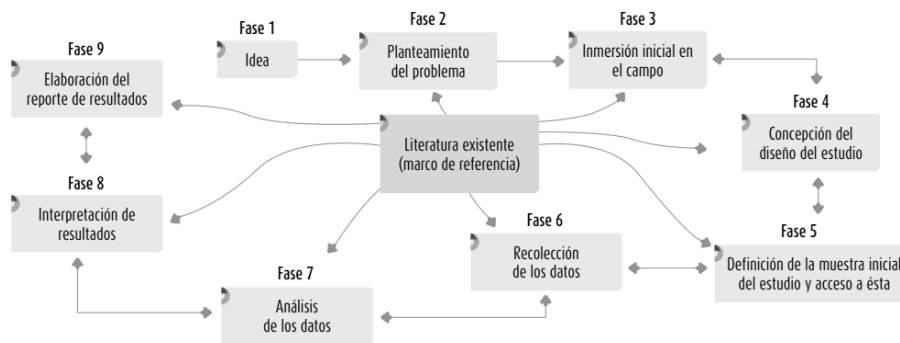 Fase 1
Idea
Fase 2
Planteamiento
del problema
Fase 3
Inmersión inicial en
el campo
Fase 4
Concepción del
diseño del estudio
Fase 5
Definición de la muestra inicial
del estudio y acceso a ésta
Fase 6
Recolección
de los datos
Fase 7
Análisis
de los datos
Fase 8
Interpretación de
resultados
Fase 9
Elaboración del
reporte de resultados
Literatura existente
(marco de referencia)